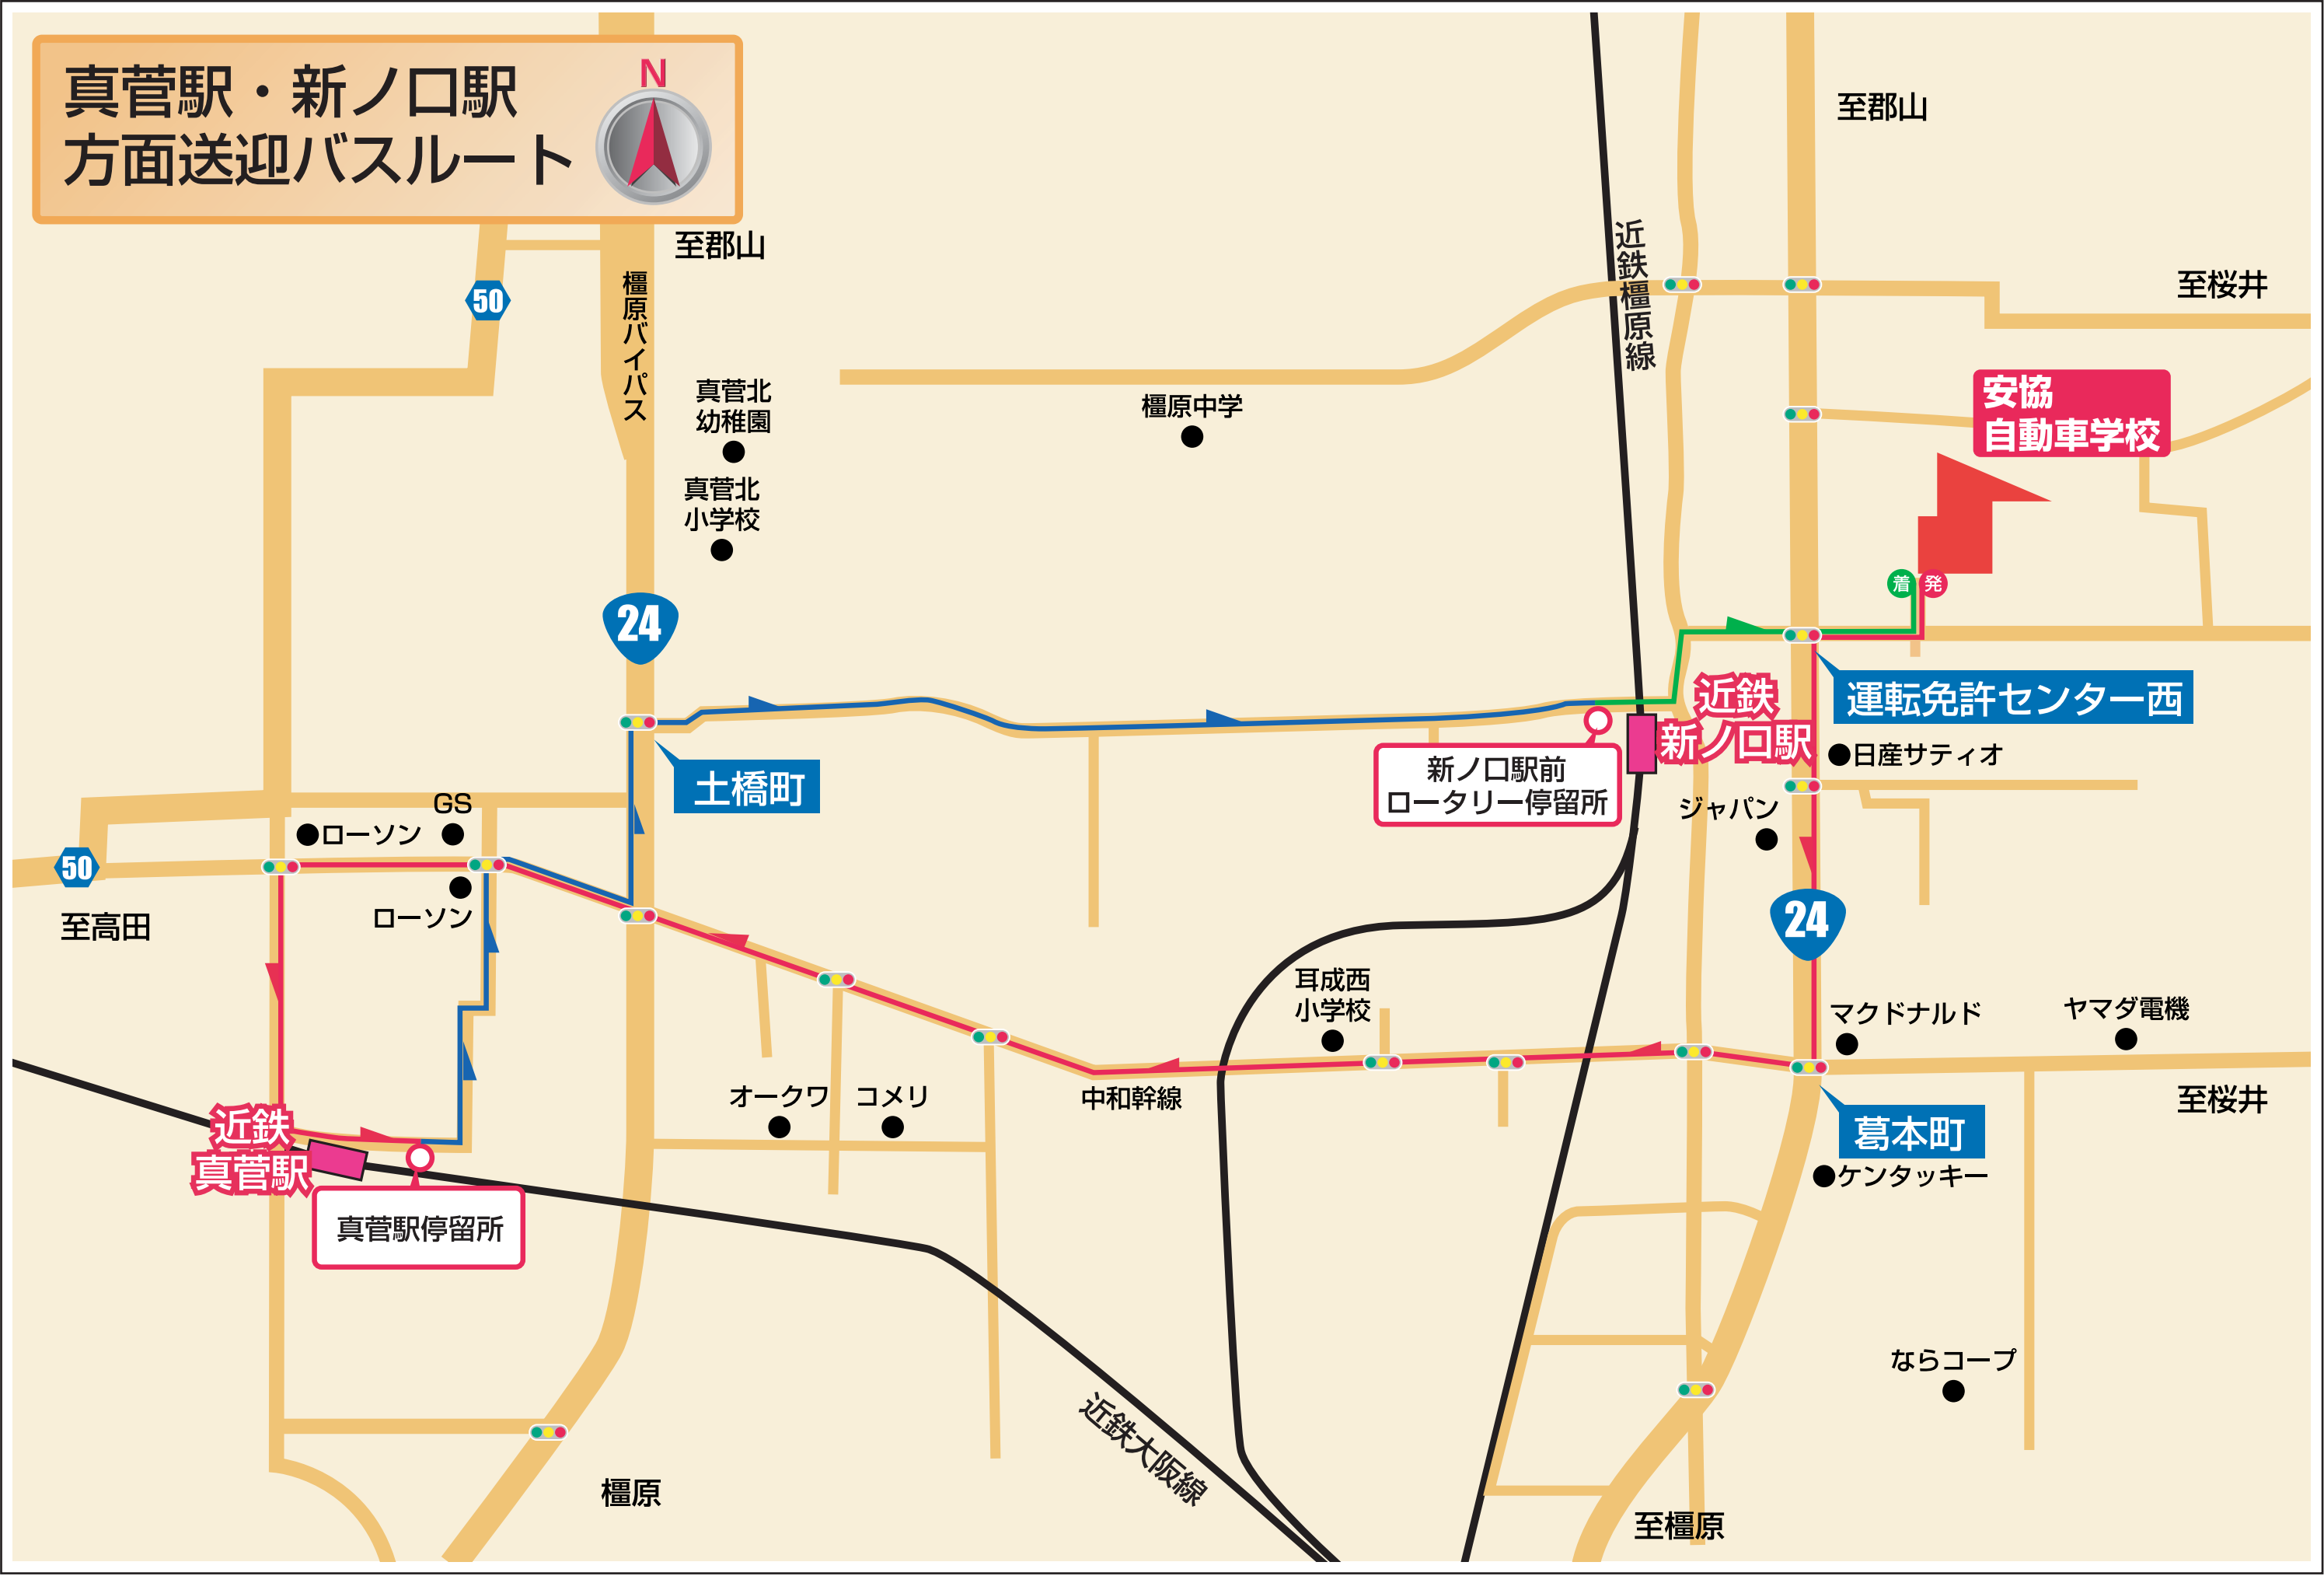 真菅駅・新ノ口駅
方面送迎バスルート
N
至郡山
至郡山
50
橿原バイパス
近鉄橿原線
至桜井
真菅北
幼稚園
橿原中学
安協
自動車学校
真菅北
小学校
24
着
発
近鉄
新ノ口駅
運転免許センター西
日産サティオ
土橋町
新ノ口駅前
ロータリー停留所
ジャパン
GS
ローソン
50
ローソン
至高田
24
耳成西
小学校
マクドナルド
ヤマダ電機
オークワ
コメリ
中和幹線
至桜井
近鉄
真菅駅
葛本町
ケンタッキー
真菅駅停留所
ならコープ
近鉄大阪線
橿原
至橿原